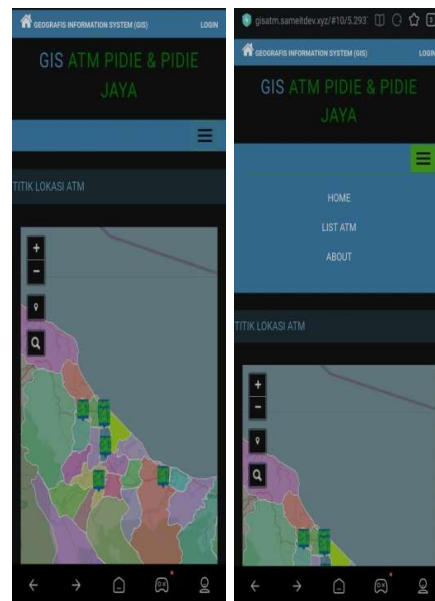 GEOGRAFIS INFORMATION SYSTEM (GIS) LOGIN
GIS ATM PIDIE & PIDIE
JAYA
TITIK LOKASI ATM
+
−
gisatm.sameitdev.xyz/#10/5.293
GEOGRAFIS INFORMATION SYSTEM (GIS) LOGIN
GIS ATM PIDIE & PIDIE
JAYA
HOME
LIST ATM
ABOUT
TITIK LOKASI ATM
+
−